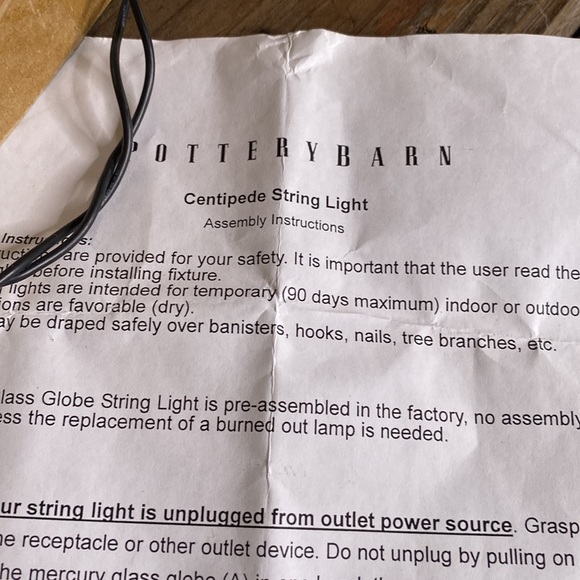 POTTERYBARN
Centipede String Light
Assembly Instructions
are provided for your safety. It is important that the user read the
before installing fixture.
lights are intended for temporary (90 days maximum) indoor or
are favorable (dry).
be draped safely over banisters, hooks, nails, tree branches, etc.
Globe String Light is pre-assembled in the factory, no
the replacement of a burned out lamp is needed.
string light is unplugged from outlet power source. Grasp
receptacle or other outlet device. Do not unplug by pulling on
mercury glass globe (A)